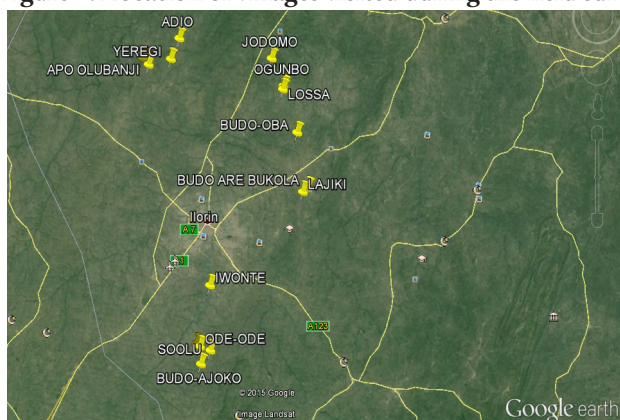 ADIO
JODOMO
YEREGI
APO OLUBANJI
OGUNBO
LOSSA
BUDO-OBA
BUDO ARE BUKOLA
LAJIKI
Ilorin
A 7
IWONTE
A123
ODE-ODE
SOOLU
BUDO-AJOKO
© 2015 Google
Image Landsat
Google earth